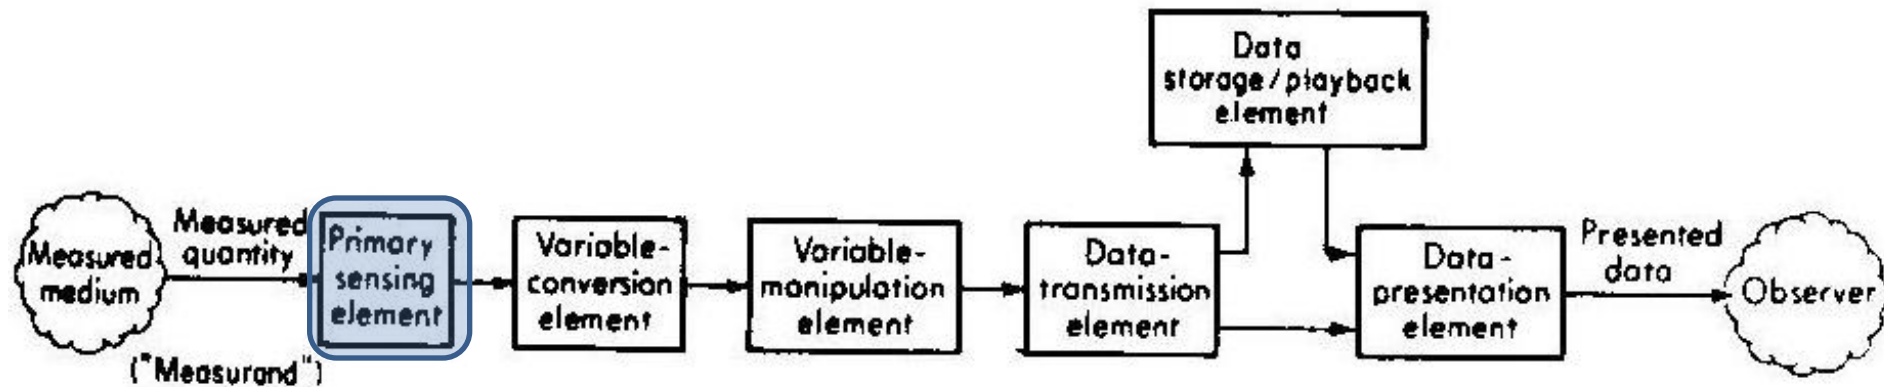 Data
storage/playback
element
Measured
medium
Measured
quantity
("Measurand")
Primary
sensing
element
Variable-
conversion
element
Variable-
manipulation
element
Data-
transmission
element
Data-
presentation
element
Presented
data
Observer